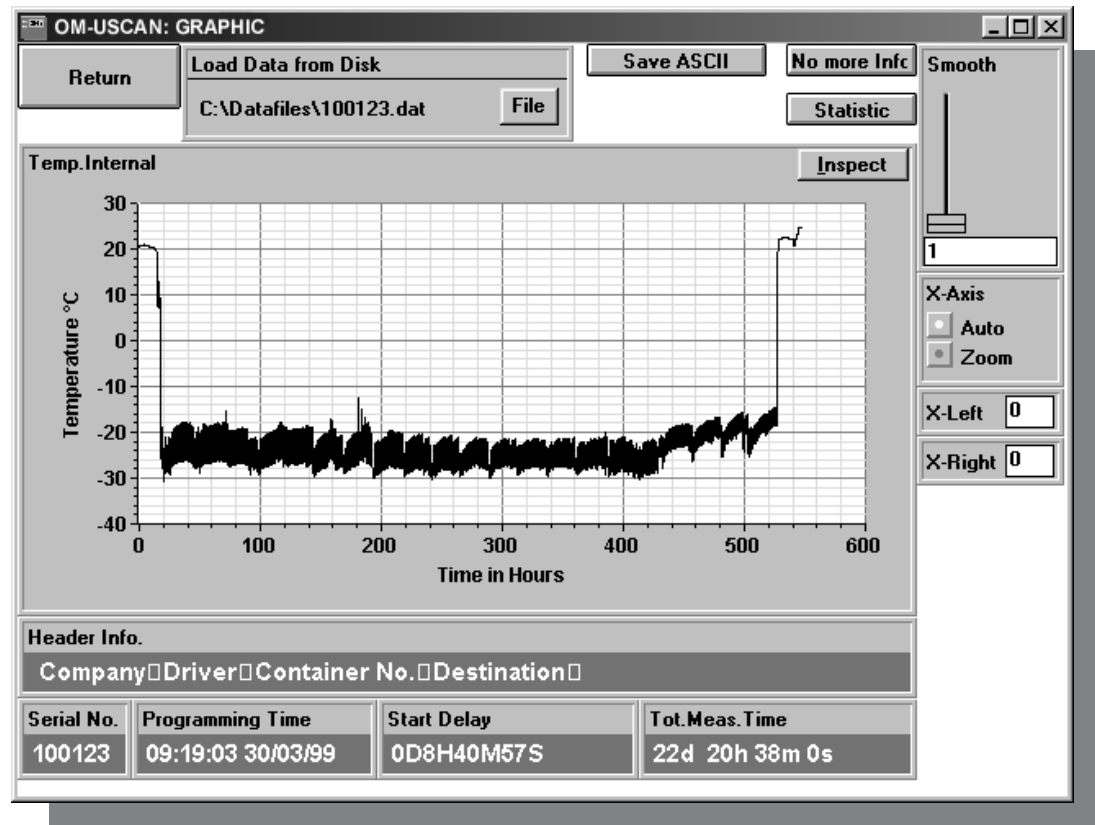 OM-USCAN: GRAPHIC
Return
Load Data from Disk
C:\Datafiles\100123.dat
File
Save ASCII
No more Infc
Statistic
Smooth
1
X-Axis
Auto
Zoom
X-Left 0
X-Right 0
Temp.Internal
Inspect
Temperature °C
30
20
10
0
-10
-20
-30
-40
0 100 200 300 400 500 600
Time in Hours
Header Info.
Company▯Driver▯Container No.▯Destination▯
Serial No. Programming Time Start Delay Tot.Meas.Time
100123 09:19:03 30/03/99 0D8H40M57S 22d 20h 38m 0s